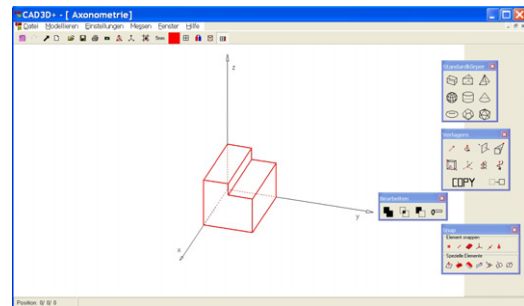 CAD3D+ - [ Axonometrie]
Datei Modellieren Einstellungen Messen Fenster Hilfe
5mm
z
Standardkörper
Verlagern
COPY
Bearbeiten
y
x
Snap
Element snappen
Spezielle Elemente
Position: 0/ 0/ 0